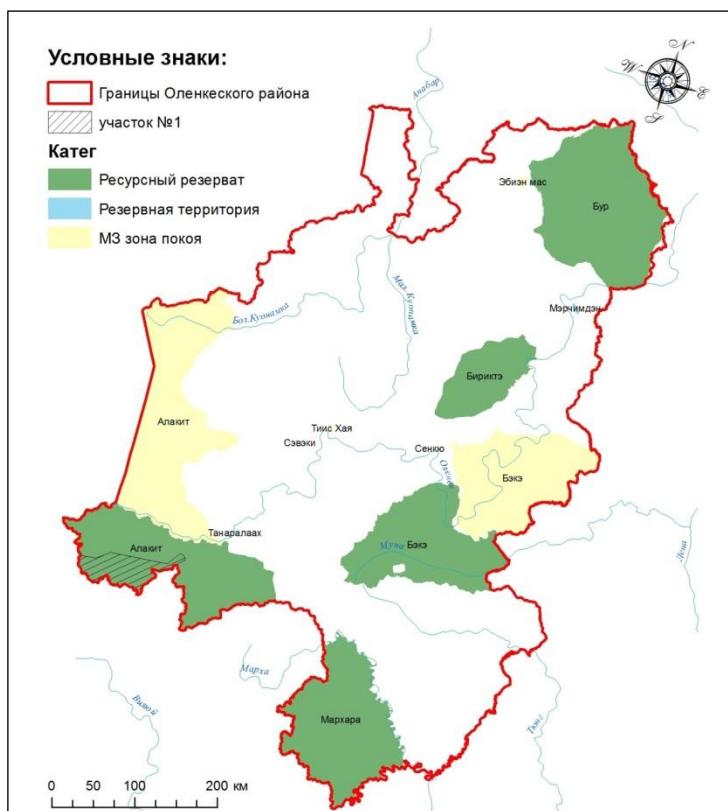 Условные знаки:
Границы Оленкеского района
участок №1
Катег
Ресурсный резерват
Резервная территория
МЗ зона покоя
N
W
E
S
Анабар
Эбиэн мас
Бур
Мал.Куонамка
Бол.Куонамка
Мэрчимдэн
Бириктэ
Алакит
Тиис Хая
Сэвэки
Сенкю
Оленек
Бэкэ
Танаралаах
Алакит
Муна
Бэкэ
Лена
Марха
Вилюй
Мархара
Тюнг
0 50 100 200 км